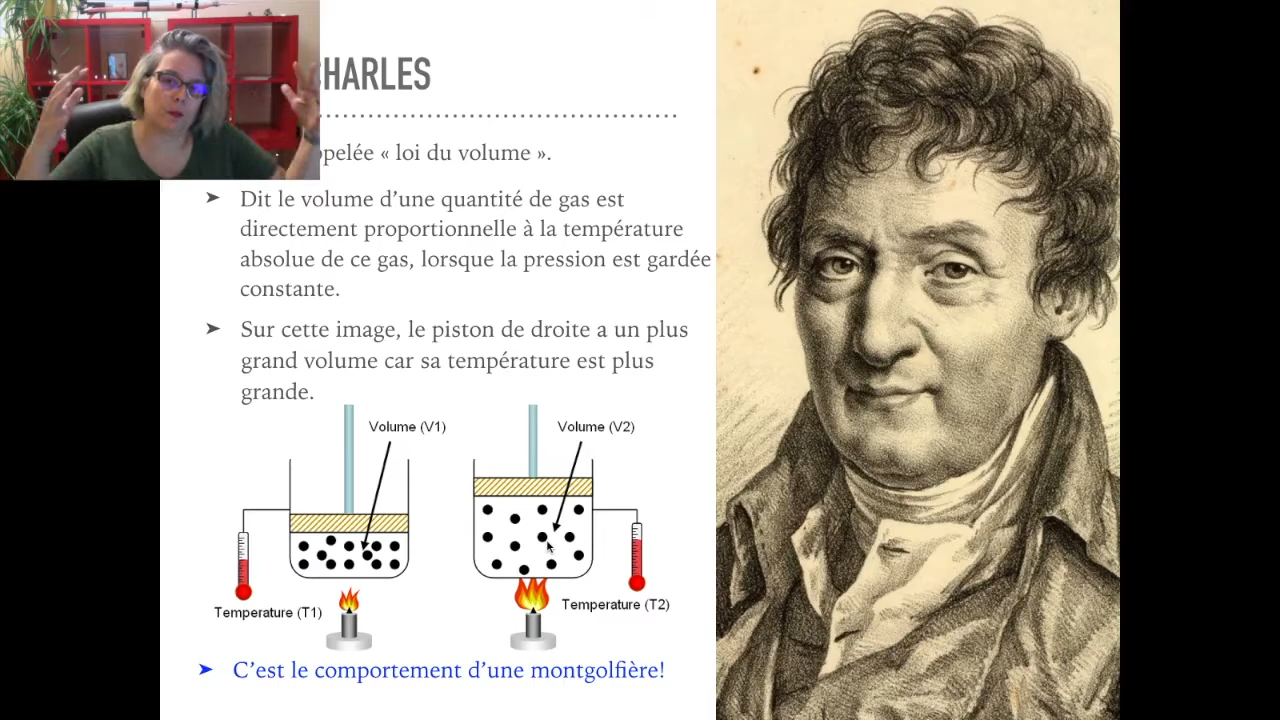 HARLES
pelée « loi du volume ».
➤ Dit le volume d’une quantité de gas est
directement proportionnelle à la température
absolue de ce gas, lorsque la pression est gardée
constante.
➤ Sur cette image, le piston de droite a un plus
grand volume car sa température est plus
grande.
Volume (V1)
Volume (V2)
Temperature (T1)
Temperature (T2)
➤ C’est le comportement d’une montgolfière!